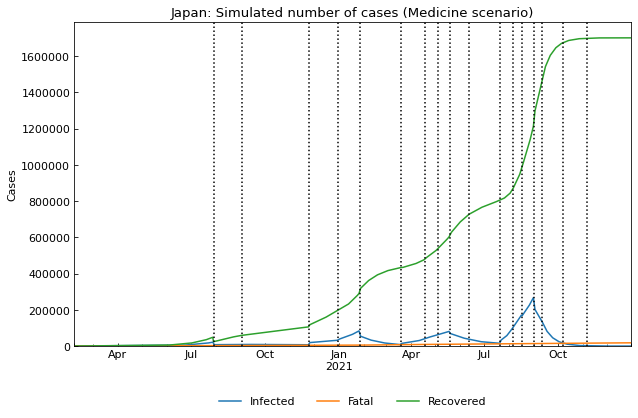 Japan: Simulated number of cases (Medicine scenario)
1600000
1400000
1200000
1000000
800000
600000
400000
200000
0
Cases
Apr Jul Oct Jan Apr Jul Oct
2021
Infected Fatal Recovered